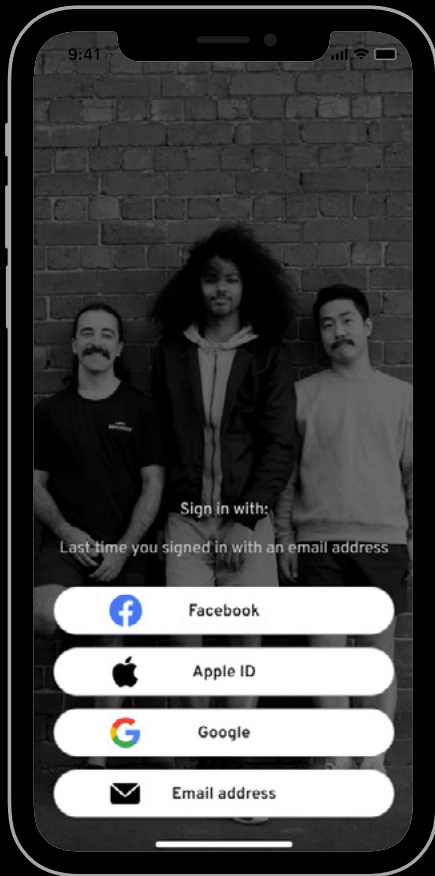 9:41
Sign in with:
Last time you signed in with an email address
Facebook
Apple ID
Google
Email address